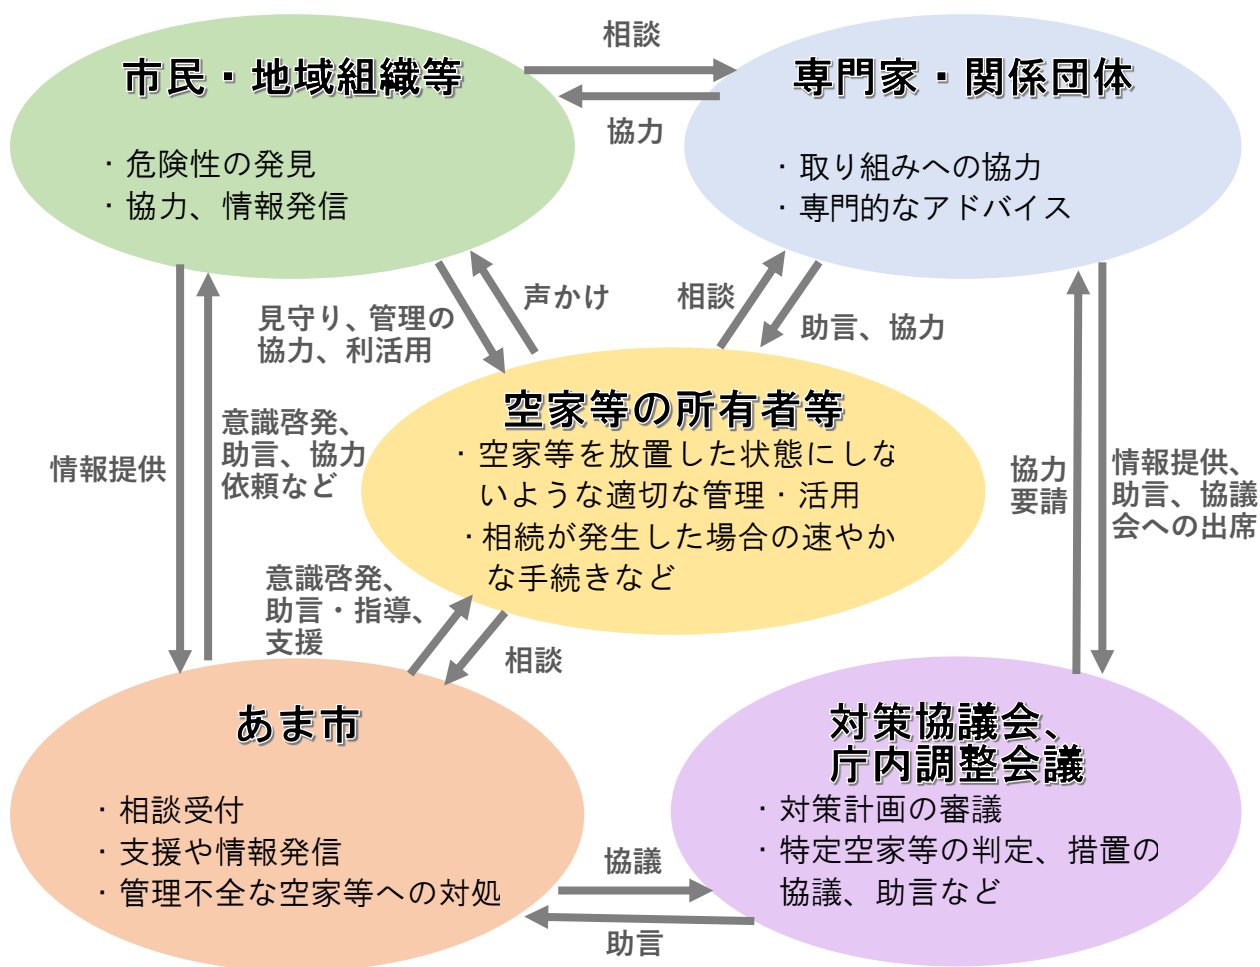 相談
市民・地域組織等
専門家・関係団体
協力
・危険性の発見
・協力、情報発信
・取り組みへの協力
・専門的なアドバイス
声かけ
相談
見守り、管理の
協力、利活用
助言、協力
空家等の所有者等
・空家等を放置した状態にしな
いような適切な管理・活用
・相続が発生した場合の速やか
な手続きなど
情報提供
意識啓発、
助言、協力
依頼など
協力
要請
情報提供、
助言、協議
会への出席
意識啓発、
助言・指導、
支援
相談
あま市
・相談受付
・支援や情報発信
・管理不全な空家等への対処
対策協議会、
庁内調整会議
・対策計画の審議
・特定空家等の判定、措置の
協議、助言など
協議
助言